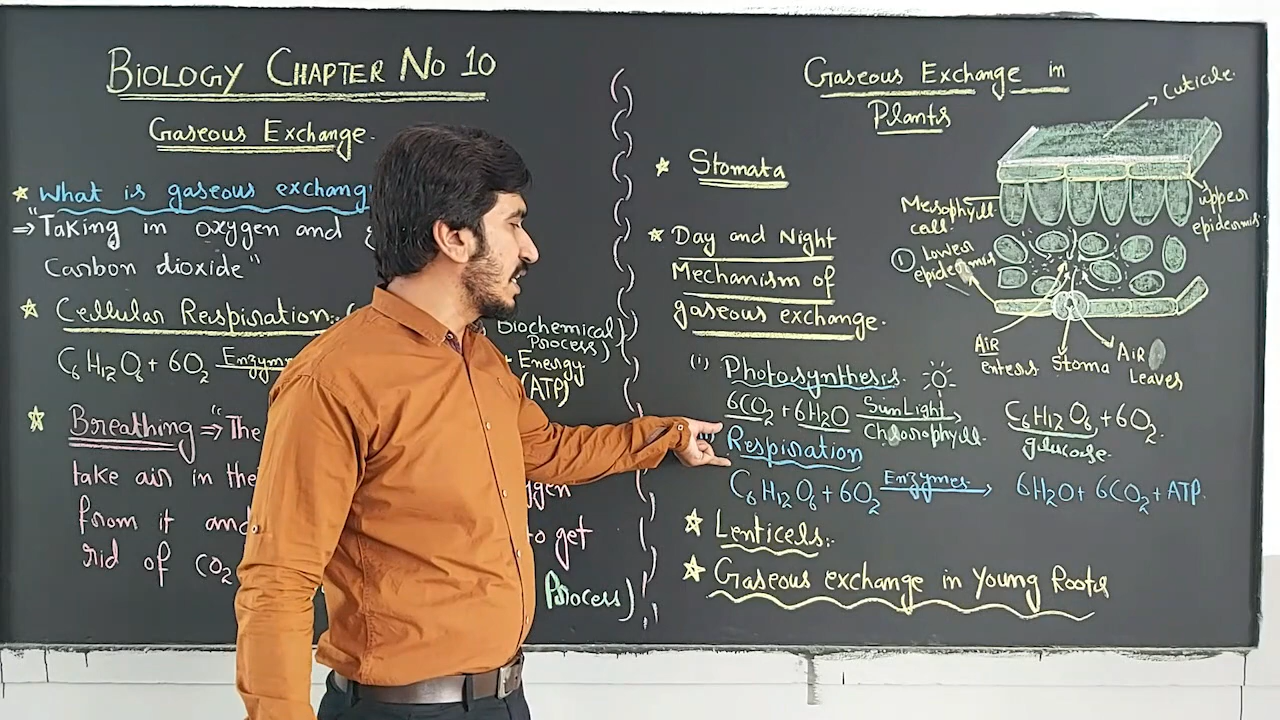 BIOLOGY CHAPTER NO 10
Gaseous Exchange.
What is gaseous exchang
⇒ "Taking in oxygen and
Carbon dioxide"
Cellular Respiration:
Biochemical
Process)
C₆H₁₂O₆ + 6O₂ Enzym
+ Energy
(ATP)
Breathing ⇒ "The
take air in the
from it and
to get
rid of CO₂
Process)
Gaseous Exchange in
Plants
Cuticle
Stomata
Mesophyll
cell
upper
epidermis
① Lower
epidermis
Day and Night
Mechanism of
gaseous exchange.
Air
enters
Stoma
Air
Leaves
(i) Photosynthesis.
6CO₂ + 6H₂O SunLight Chlorophyll. C₆H₁₂O₆ + 6O₂.
glucose.
Respiration
C₆H₁₂O₆ + 6O₂ Enzymes 6H₂O + 6CO₂ + ATP.
Lenticels:.
Gaseous exchange in Young Roots